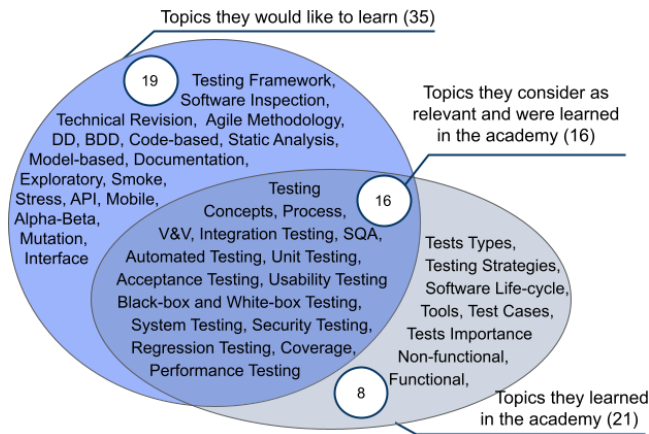 Topics they would like to learn (35)
19
Testing Framework,
Software Inspection,
Technical Revision, Agile Methodology,
DD, BDD, Code-based, Static Analysis,
Model-based, Documentation,
Exploratory, Smoke,
Stress, API, Mobile,
Alpha-Beta,
Mutation,
Interface
Topics they consider as
relevant and were learned
in the academy (16)
16
Testing
Concepts, Process,
V&V, Integration Testing, SQA,
Automated Testing, Unit Testing,
Acceptance Testing, Usability Testing
Black-box and White-box Testing,
System Testing, Security Testing,
Regression Testing, Coverage,
Performance Testing
Tests Types,
Testing Strategies,
Software Life-cycle,
Tools, Test Cases,
Tests Importance
Non-functional,
Functional,
8
Topics they learned
in the academy (21)